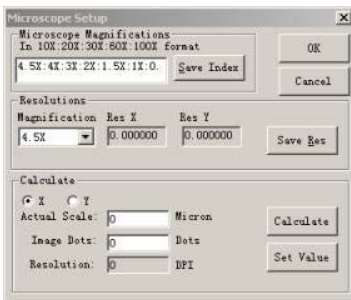 Microscope Setup
Microscope Magnifications
In 10X:20X:30X:60X:100X format
4.5X:4X:3X:2X:1.5X:1X:0.
Save Index
OK
Cancel
Resolutions
Magnification Res X Res Y
4.5X 0.000000 0.000000
Save Res
Calculate
X Y
Actual Scale: 0 Micron
Calculate
Image Dots: 0 Dots
Resolution: 0 DPI
Set Value